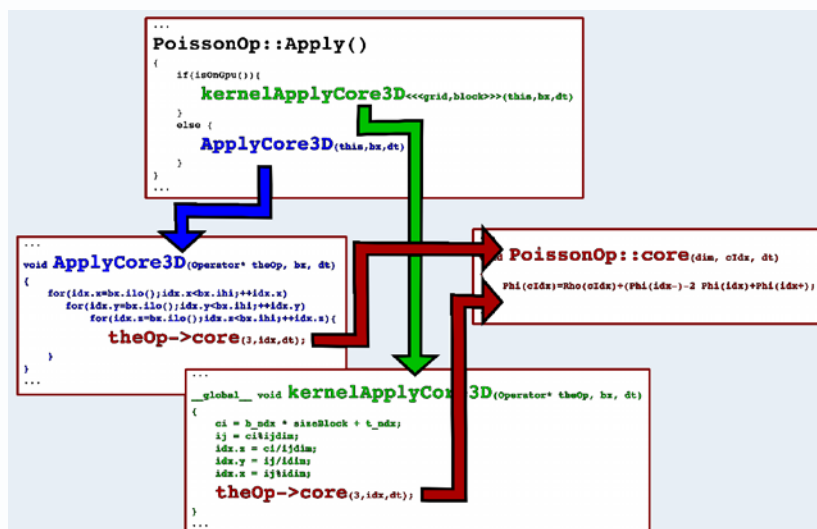 ...
PoissonOp::Apply()
{
if(isOnGpu()){
kernelApplyCore3D<<<grid,block>>>(this,bx,dt)
}
else {
ApplyCore3D(this,bx,dt)
}
}
...
...
void ApplyCore3D(Operator* theOp, bx, dt)
{
for(idx.x=bx.ilo();idx.x<bx.ihi;++idx.x)
for(idx.y=bx.ilo();idx.y<bx.ihi;++idx.y)
for(idx.z=bx.ilo();idx.z<bx.ihi;++idx.z){
theOp->core(3,idx,dt);
}
}
...
PoissonOp::core(dim, cIdx, dt)
Phi(cIdx)=Rho(cIdx)+(Phi(idx-)-2 Phi(idx)+Phi(idx+);
...
__global__ void kernelApplyCore3D(Operator* theOp, bx, dt)
{
ci = b_ndx * sizeBlock + t_ndx;
ij = ci%ijdim;
idx.z = ci/ijdim;
idx.y = ij/idim;
idx.x = ij%idim;
theOp->core(3,idx,dt);
}
...